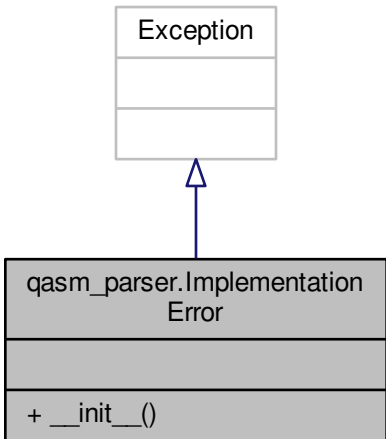 Exception
qasm_parser.Implementation
Error
+ __init__()